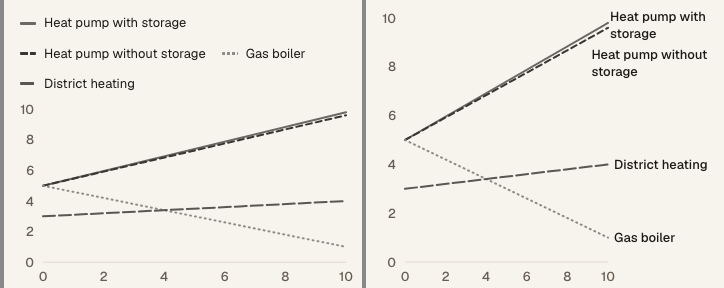 Heat pump with storage
Heat pump without storage
Gas boiler
District heating
10
8
6
4
2
0
0 2 4 6 8 10
10
8
6
4
2
0
0 2 4 6 8 10
Heat pump with
storage
Heat pump without
storage
District heating
Gas boiler